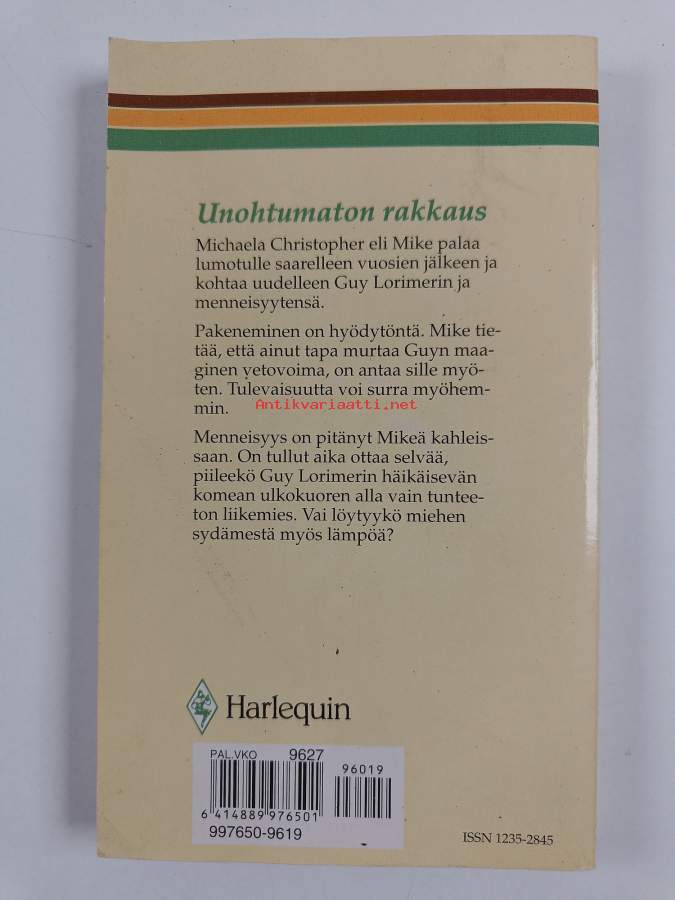 Unohtumaton rakkaus
Michaela Christopher eli Mike palaa
lumotulle saarelleen vuosien jälkeen ja
kohtaa uudelleen Guy Lorimerin ja
menneisyytensä.
Pakeneminen on hyödytöntä. Mike tie-
tää, että ainut tapa murtaa Guyn maa-
ginen vetovoima, on antaa sille myö-
ten. Tulevaisuutta voi surra myöhem-
min.
Antikvariaatti.net
Menneisyys on pitänyt Mikeä kahleis-
saan. On tullut aika ottaa selvää,
piileekö Guy Lorimerin häikäisevän
komean ulkokuoren alla vain tuntee-
ton liikemies. Vai löytyykö miehen
sydämestä myös lämpöä?
Harlequin
PAL.VKO 9627
96019
6 414889 976501
997650-9619
ISSN 1235-2845